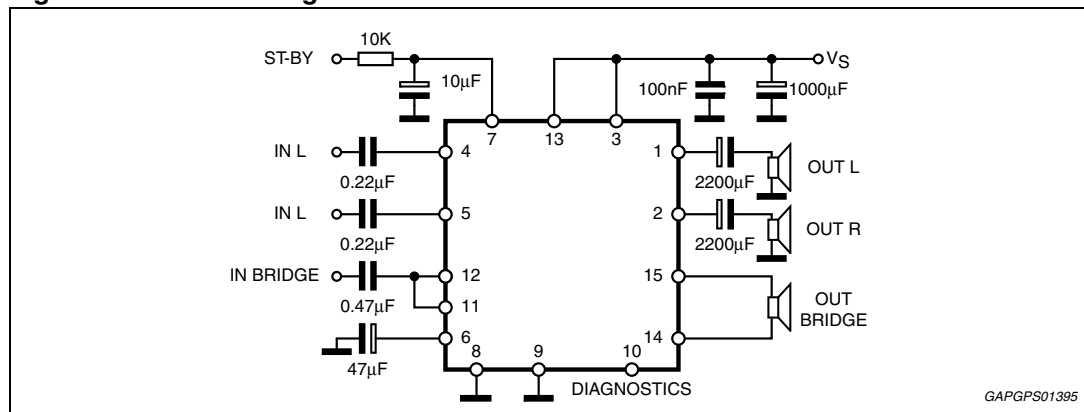 10K
ST-BY
10µF
100nF
1000µF
VS
7
13
3
IN L
0.22µF
4
1
2200µF
OUT L
IN L
0.22µF
5
2
2200µF
OUT R
IN BRIDGE
0.47µF
12
11
15
14
OUT
BRIDGE
47µF
6
8
9
10
DIAGNOSTICS
GAPGPS01395